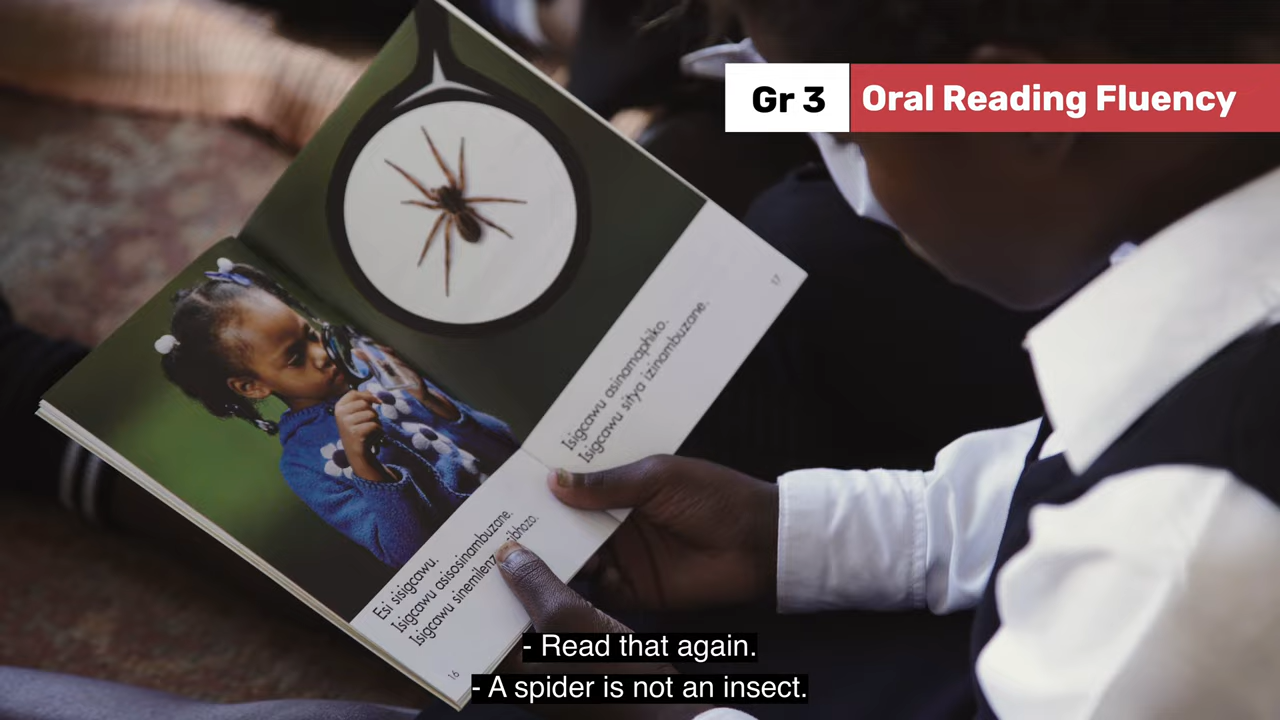 Gr 3 Oral Reading Fluency
Esi sisigcawu.
Isigcawu asisosinambuzane.
Isigcawu sinemilenz
16
Isigcawu asinamaphiko.
Isigcawu sitya izinambuzane.
17
- Read that again.
- A spider is not an insect.